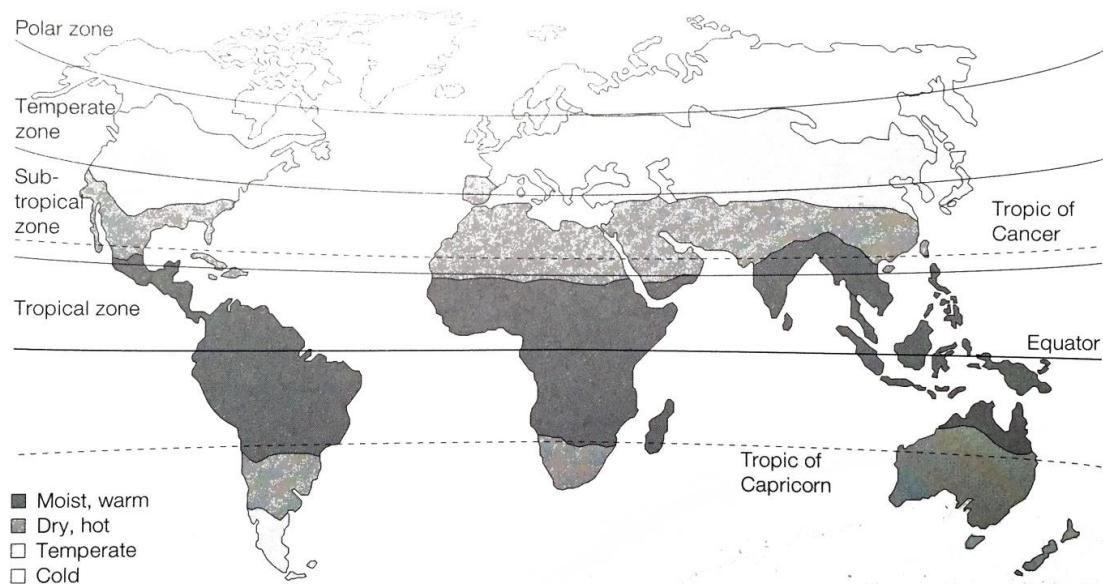 Polar zone
Temperate
zone
Sub-
tropical
zone
Tropic of
Cancer
Tropical zone
Equator
Tropic of
Capricorn
Moist, warm
Dry, hot
Temperate
Cold